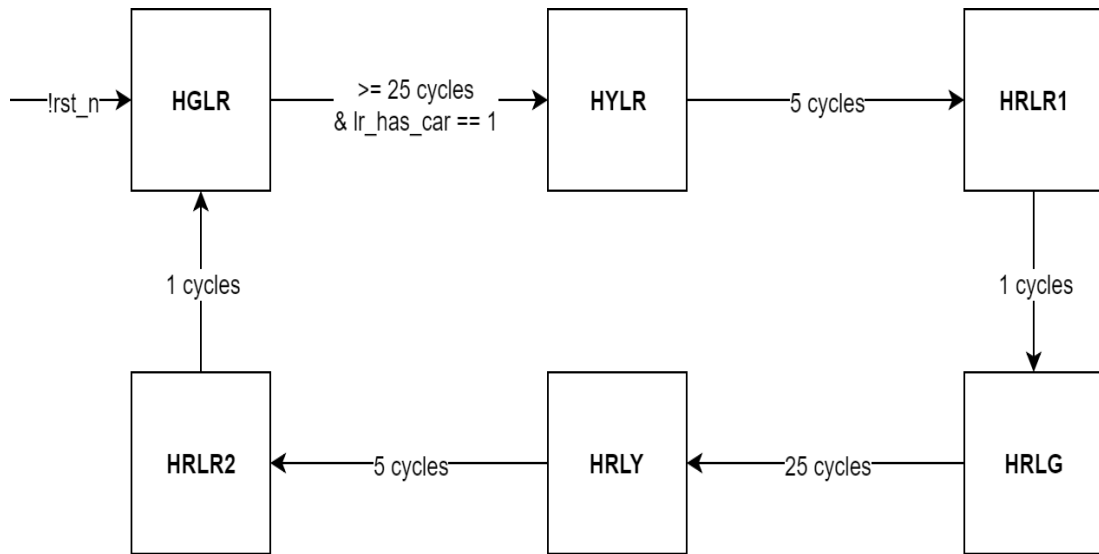 !rst_n
HGLR
>= 25 cycles
& lr_has_car == 1
HYLR
5 cycles
HRLR1
1 cycles
1 cycles
HRLR2
5 cycles
HRLY
25 cycles
HRLG